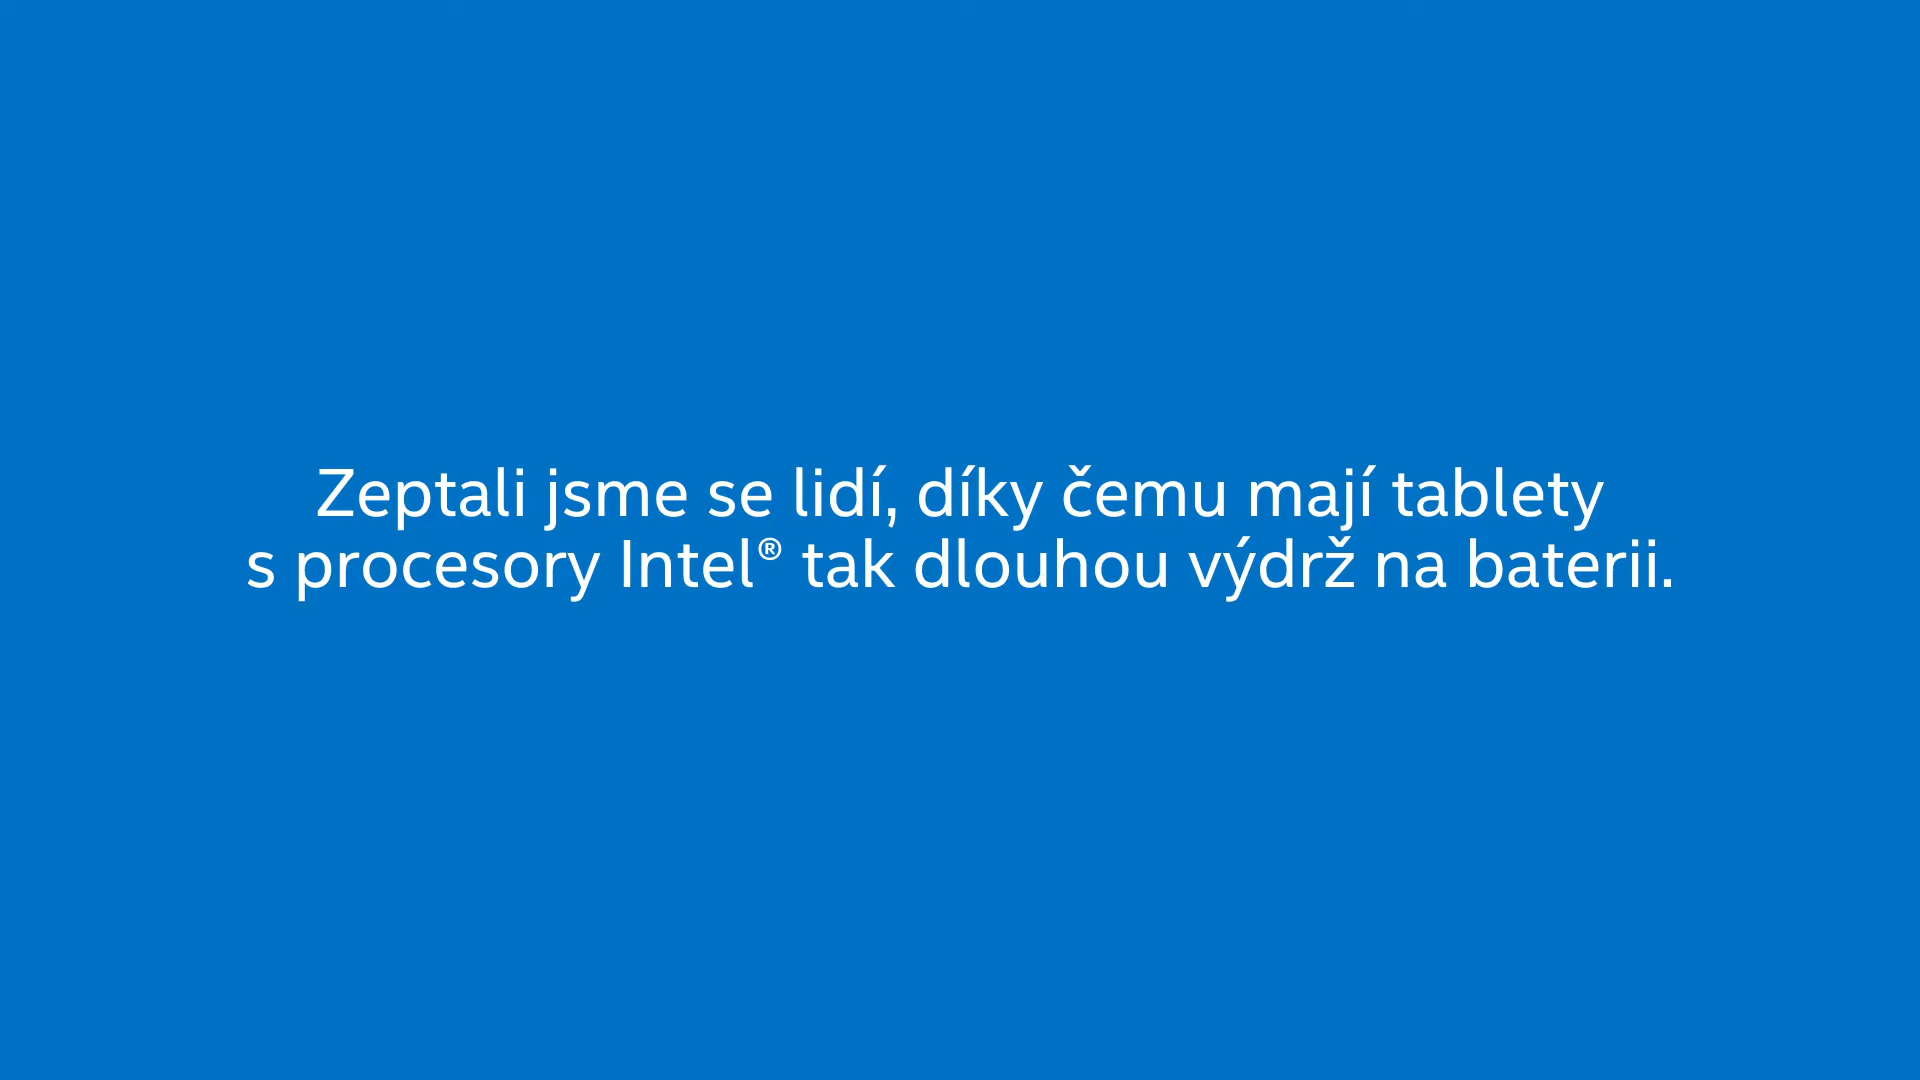 Zeptali jsme se lidí, díky čemu mají tablety
s procesory Intel® tak dlouhou výdrž na baterii.